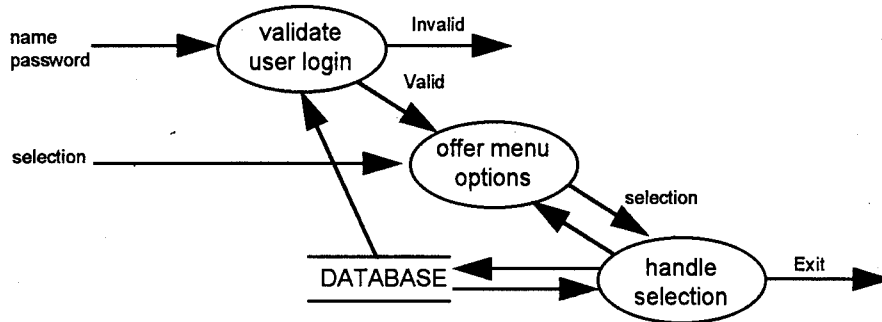 name
password
validate
user login
Invalid
Valid
selection
offer menu
options
selection
DATABASE
handle
selection
Exit